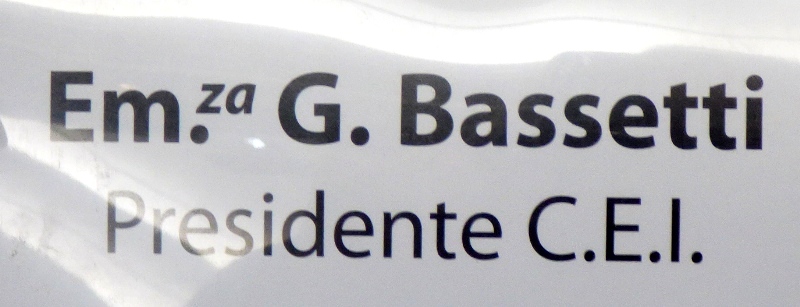 Em.za G. Bassetti
Presidente C.E.I.